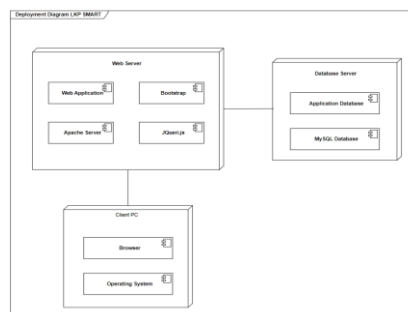 Deployment Diagram LKP SMART
Web Server
Web Application
Bootstrap
Apache Server
JQueri.js
Database Server
Application Database
MySQL Database
Client PC
Browser
Operating System